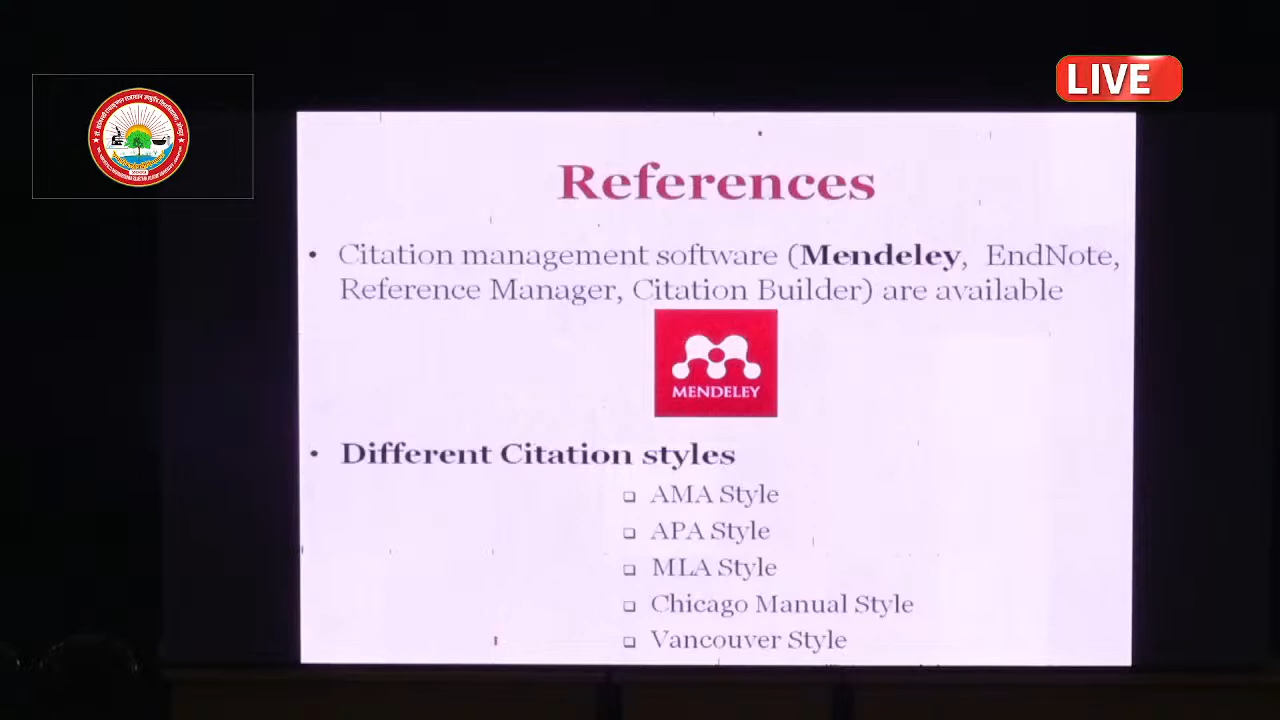 LIVE
References
• Citation management software (Mendeley, EndNote,
Reference Manager, Citation Builder) are available
MENDELEY
• Different Citation styles
❑ AMA Style
❑ APA Style
❑ MLA Style
❑ Chicago Manual Style
❑ Vancouver Style